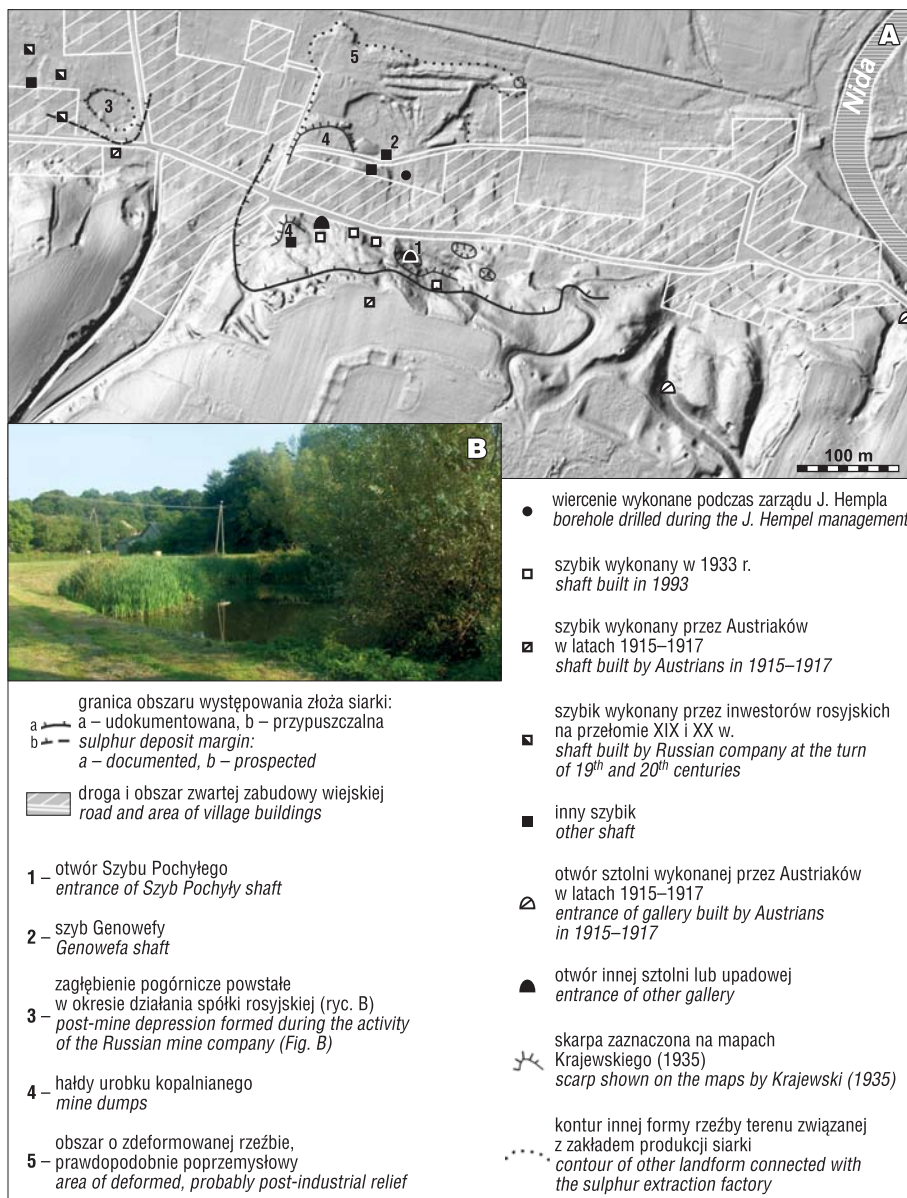 A
Nida
5
3
4
2
4
1
100 m
B
wiercenie wykonane podczas zarządu J. Hempla
borehole drilled during the J. Hempel management
szybik wykonany w 1933 r.
shaft built in 1993
szybik wykonany przez Austriaków
w latach 1915–1917
shaft built by Austrians in 1915–1917
szybik wykonany przez inwestorów rosyjskich
na przełomie XIX i XX w.
shaft built by Russian company at the turn
of 19th and 20th centuries
inny szybik
other shaft
otwór sztolni wykonanej przez Austriaków
w latach 1915–1917
entrance of gallery built by Austrians
in 1915–1917
otwór innej sztolni lub upadowej
entrance of other gallery
skarpa zaznaczona na mapach
Krajewskiego (1935)
scarp shown on the maps by Krajewski (1935)
kontur innej formy rzeźby terenu związanej
z zakładem produkcji siarki
contour of other landform connected with
the sulphur extraction factory
granica obszaru występowania złoża siarki:
a a – udokumentowana, b – przypuszczalna
b sulphur deposit margin:
a – documented, b – prospected
droga i obszar zwartej zabudowy wiejskiej
road and area of village buildings
1 – otwór Szybu Pochyłego
entrance of Szyb Pochyły shaft
2 – szyb Genowefy
Genowefa shaft
zagłębienie pogórnicze powstałe
w okresie działania spółki rosyjskiej (ryc. B)
3 – post-mine depression formed during the activity
of the Russian mine company (Fig. B)
4 – hałdy urobku kopalnianego
mine dumps
obszar o zdeformowanej rzeźbie,
5 – prawdopodobnie poprzemysłowy
area of deformed, probably post-industrial relief